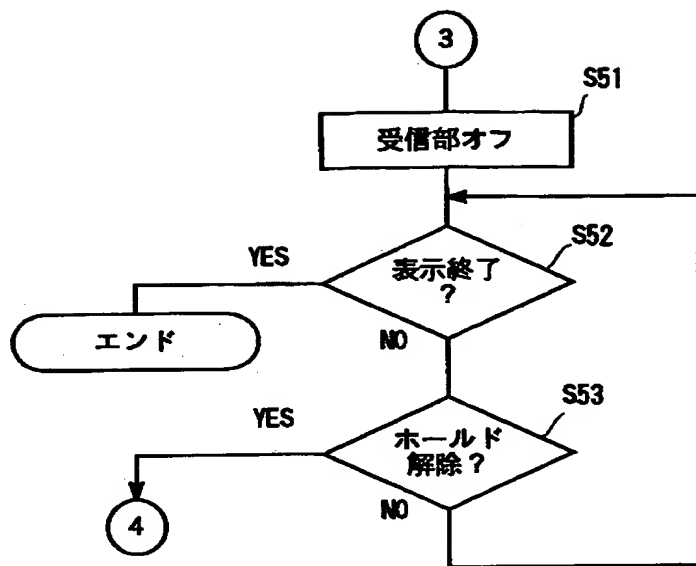 3
S51
受信部オフ
S52
YES
表示終了
?
エンド
NO
S53
YES
ホールド
解除?
4
NO